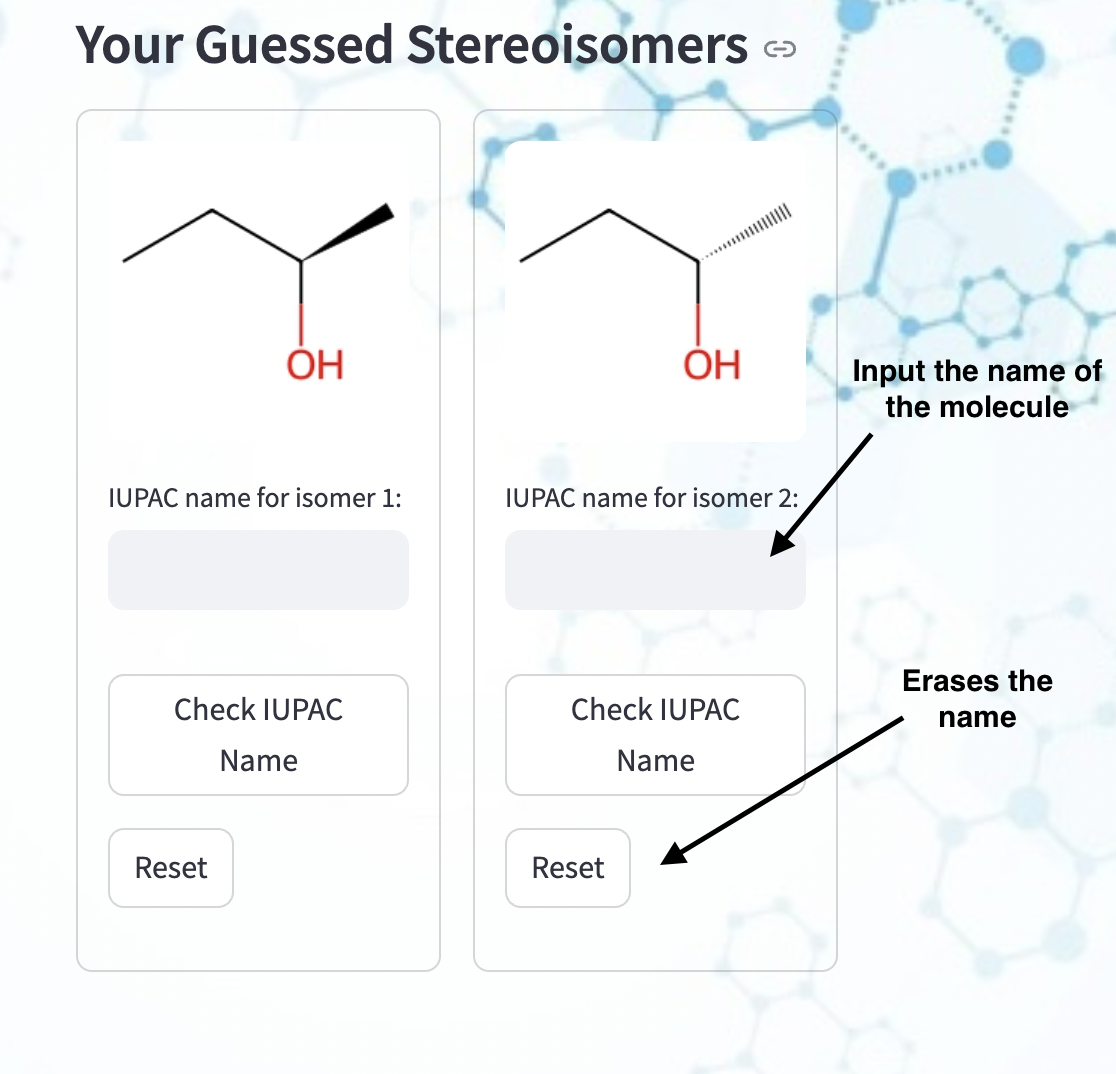 Your Guessed Stereoisomers
OH
OH
Input the name of
the molecule
IUPAC name for isomer 1:
IUPAC name for isomer 2:
Check IUPAC
Name
Check IUPAC
Name
Erases the
name
Reset
Reset